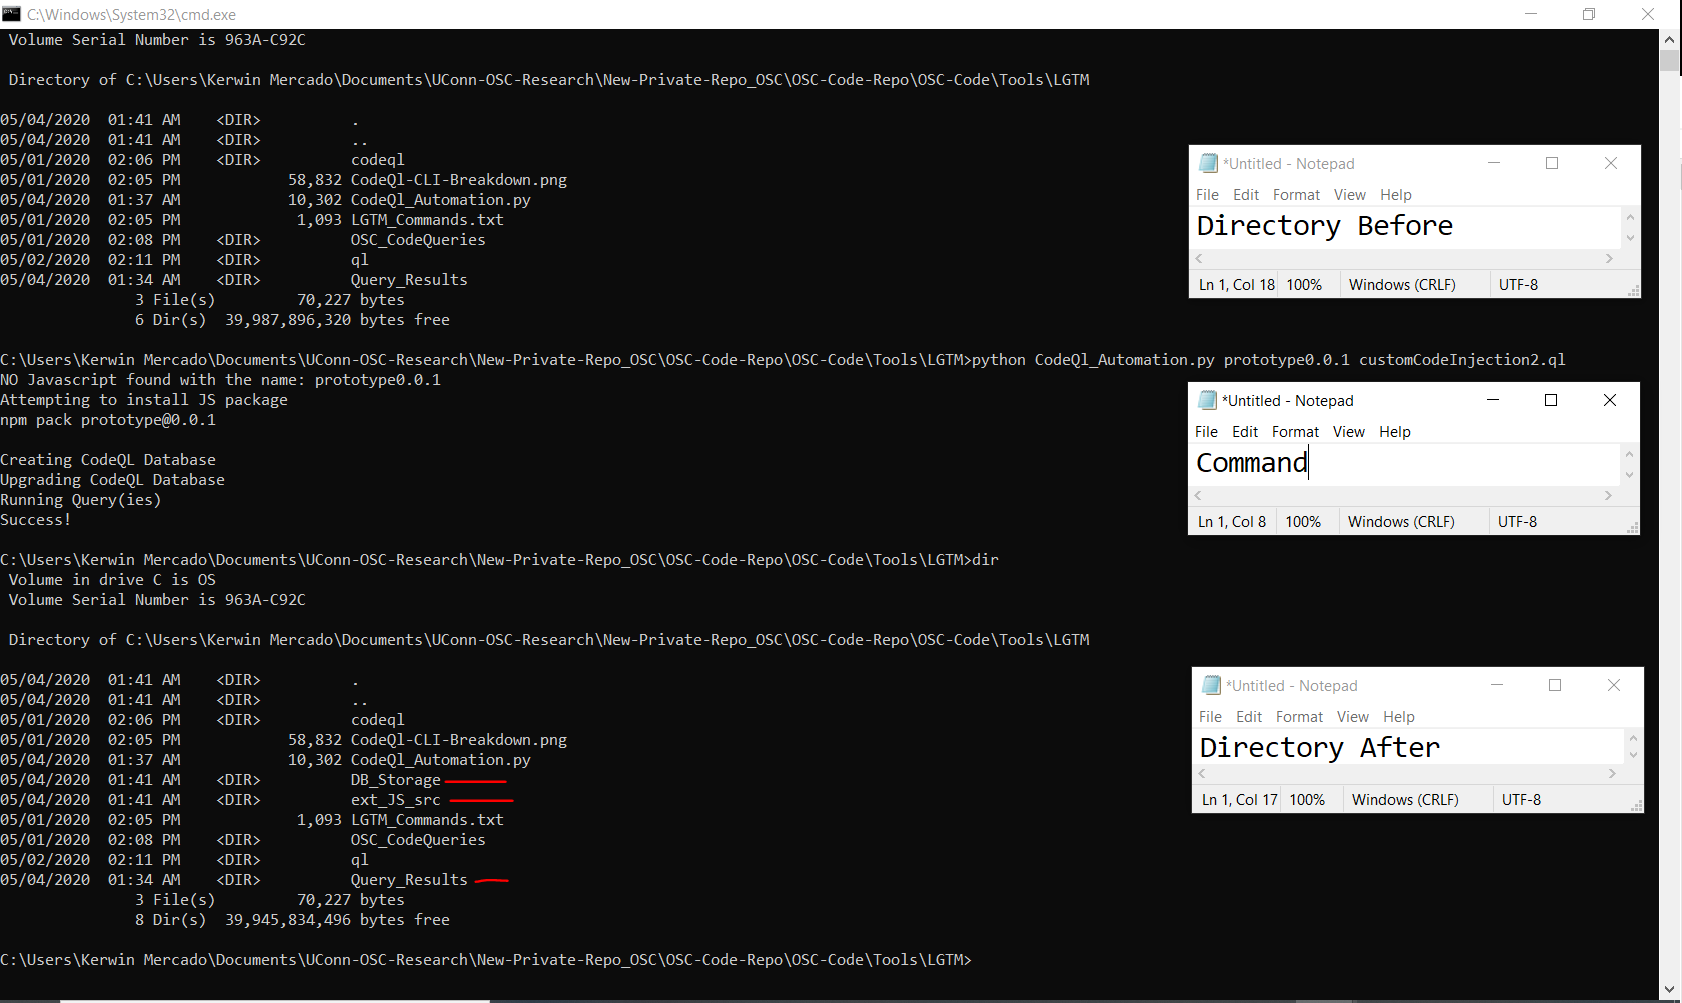 C:\Windows\System32\cmd.exe
Volume Serial Number is 963A-C92C
Directory of C:\Users\Kerwin Mercado\Documents\UConn-OSC-Research\New-Private-Repo_OSC\OSC-Code-Repo\OSC-Code\Tools\LGTM
05/04/2020  01:41 AM    <DIR>          .
05/04/2020  01:41 AM    <DIR>          ..
05/01/2020  02:06 PM    <DIR>          codeql
05/01/2020  02:05 PM            58,832 CodeQl-CLI-Breakdown.png
05/04/2020  01:37 AM            10,302 CodeQl_Automation.py
05/01/2020  02:05 PM             1,093 LGTM_Commands.txt
05/01/2020  02:08 PM    <DIR>          OSC_CodeQueries
05/02/2020  02:11 PM    <DIR>          ql
05/04/2020  01:34 AM    <DIR>          Query_Results
3 File(s)         70,227 bytes
6 Dir(s)  39,987,896,320 bytes free
*Untitled - Notepad
File Edit Format View Help
Directory Before
Ln 1, Col 18 100% Windows (CRLF) UTF-8
C:\Users\Kerwin Mercado\Documents\UConn-OSC-Research\New-Private-Repo_OSC\OSC-Code-Repo\OSC-Code\Tools\LGTM>python CodeQl_Automation.py prototype0.0.1 customCodeInjection2.ql
NO Javascript found with the name: prototype0.0.1
Attempting to install JS package
npm pack prototype@0.0.1
Creating CodeQL Database
Upgrading CodeQL Database
Running Query(ies)
Success!
*Untitled - Notepad
File Edit Format View Help
Command
Ln 1, Col 8 100% Windows (CRLF) UTF-8
C:\Users\Kerwin Mercado\Documents\UConn-OSC-Research\New-Private-Repo_OSC\OSC-Code-Repo\OSC-Code\Tools\LGTM>dir
Volume in drive C is OS
Volume Serial Number is 963A-C92C
Directory of C:\Users\Kerwin Mercado\Documents\UConn-OSC-Research\New-Private-Repo_OSC\OSC-Code-Repo\OSC-Code\Tools\LGTM
05/04/2020  01:41 AM    <DIR>          .
05/04/2020  01:41 AM    <DIR>          ..
05/01/2020  02:06 PM    <DIR>          codeql
05/01/2020  02:05 PM            58,832 CodeQl-CLI-Breakdown.png
05/04/2020  01:37 AM            10,302 CodeQl_Automation.py
05/04/2020  01:41 AM    <DIR>          DB_Storage
05/04/2020  01:41 AM    <DIR>          ext_JS_src
05/01/2020  02:05 PM             1,093 LGTM_Commands.txt
05/01/2020  02:08 PM    <DIR>          OSC_CodeQueries
05/02/2020  02:11 PM    <DIR>          ql
05/04/2020  01:34 AM    <DIR>          Query_Results
3 File(s)         70,227 bytes
8 Dir(s)  39,945,834,496 bytes free
*Untitled - Notepad
File Edit Format View Help
Directory After
Ln 1, Col 17 100% Windows (CRLF) UTF-8
C:\Users\Kerwin Mercado\Documents\UConn-OSC-Research\New-Private-Repo_OSC\OSC-Code-Repo\OSC-Code\Tools\LGTM>